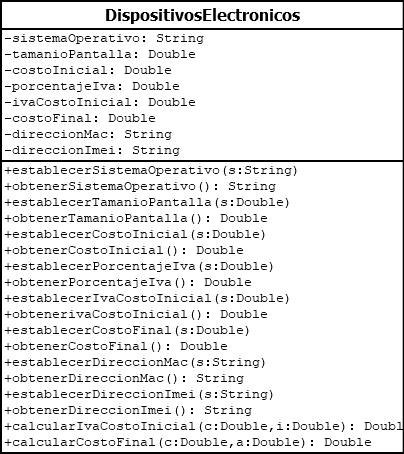 DispositivosElectronicos
-sistemaOperativo: String
-tamanioPantalla: Double
-costoInicial: Double
-porcentajeIva: Double
-ivaCostoInicial: Double
-costoFinal: Double
-direccionMac: String
-direccionImei: String
+establecerSistemaOperativo(s:String)
+obtenerSistemaOperativo(): String
+establecerTamanioPantalla(s:Double)
+obtenerTamanioPantalla(): Double
+establecerCostoInicial(s:Double)
+obtenerCostoInicial(): Double
+establecerPorcentajeIva(s:Double)
+obtenerPorcentajeIva(): Double
+establecerIvaCostoInicial(s:Double)
+obtenerivaCostoInicial(): Double
+establecerCostoFinal(s:Double)
+obtenerCostoFinal(): Double
+establecerDireccionMac(s:String)
+obtenerDireccionMac(): String
+establecerDireccionImei(s:String)
+obtenerDireccionImei(): String
+calcularIvaCostoInicial(c:Double,i:Double): Doubl
+calcularCostoFinal(c:Double,a:Double): Double